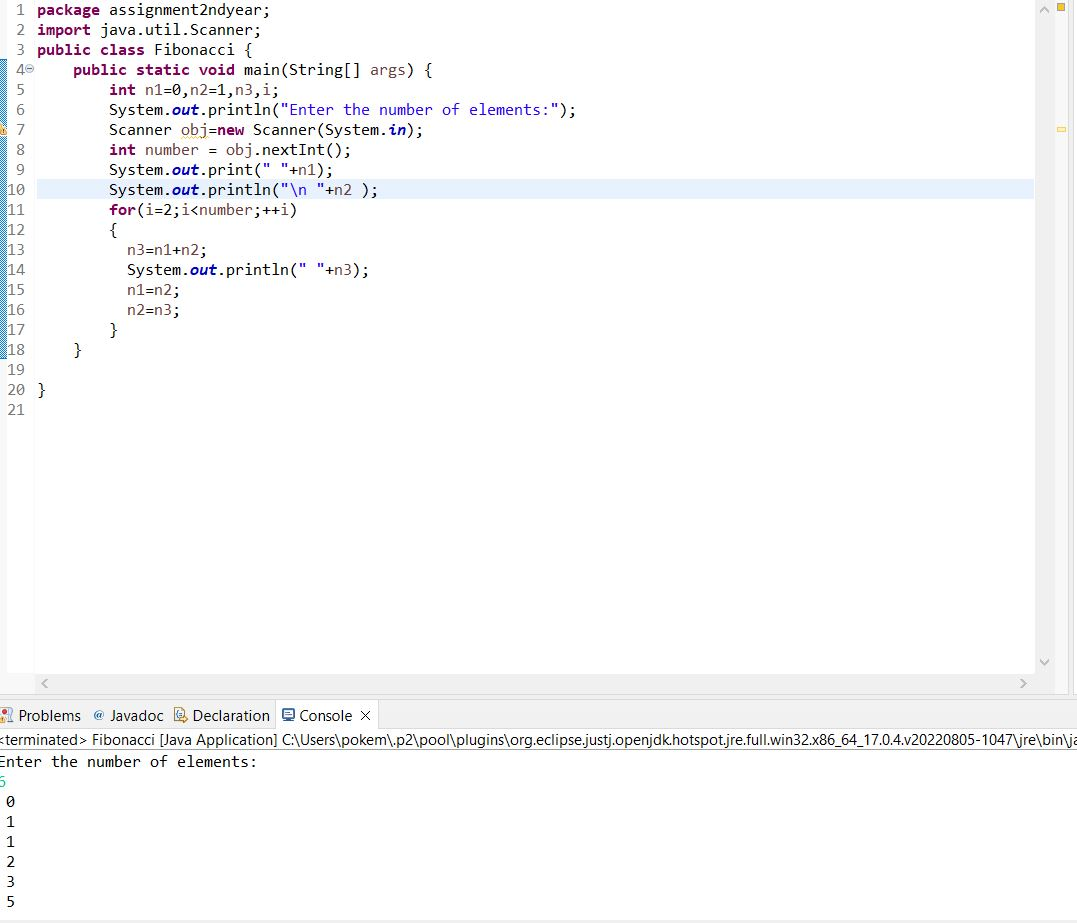 1 package assignment2ndyear;
2 import java.util.Scanner;
3 public class Fibonacci {
4 public static void main(String[] args) {
5 int n1=0,n2=1,n3,i;
6 System.out.println("Enter the number of elements:");
7 Scanner obj=new Scanner(System.in);
8 int number = obj.nextInt();
9 System.out.print(" "+n1);
10 System.out.println("\n "+n2 );
11 for(i=2;i<number;++i)
12 {
13 n3=n1+n2;
14 System.out.println(" "+n3);
15 n1=n2;
16 n2=n3;
17 }
18 }
19
20 }
21
Problems @ Javadoc Declaration Console
<terminated> Fibonacci [Java Application] C:\Users\pokem\.p2\pool\plugins\org.eclipse.justj.openjdk.hotspot.jre.full.win32.x86_64_17.0.4.v20220805-1047\jre\bin\ja
Enter the number of elements:
6
0
1
1
2
3
5